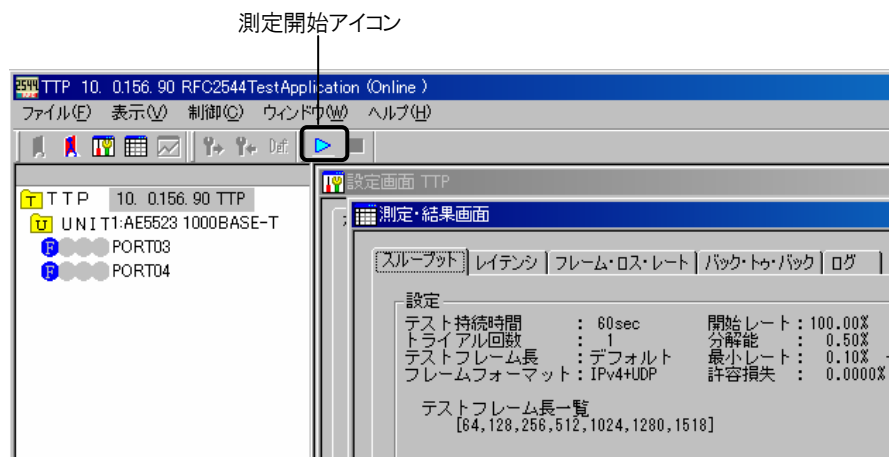 測定開始アイコン
TTP 10. 0.156. 90 RFC2544TestApplication (Online )
ファイル(F) 表示(V) 制御(C) ウィンドウ(W) ヘルプ(H)
Def.
設定画面 TTP
TTP 10. 0.156. 90 TTP
UNIT1:AE5523 1000BASE-T
F PORT03
F PORT04
測定・結果画面
スループット レイテンシ フレーム・ロス・レート バック・トゥ・バック ログ
設定
テスト持続時間 : 60sec 開始レート : 100.00%
トライアル回数 : 1 分解能 : 0.50%
テストフレーム長 : デフォルト 最小レート : 0.10%
フレームフォーマット : IPv4+UDP 許容損失 : 0.0000%
テストフレーム長一覧
[64,128,256,512,1024,1280,1518]